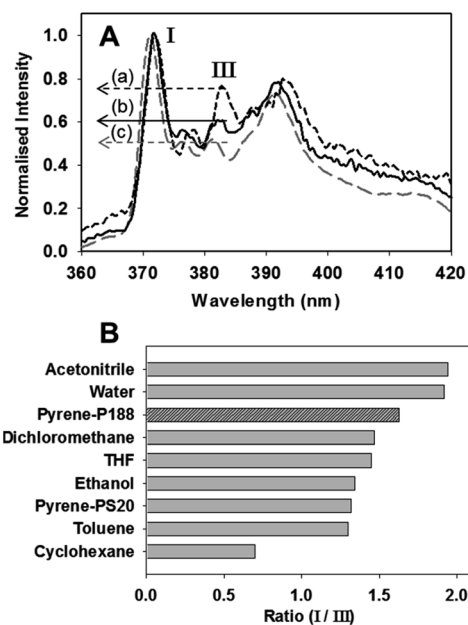 A
I
III
(a)
(b)
(c)
Normalised Intensity
1.0
0.8
0.6
0.4
0.2
0.0
360 370 380 390 400 410 420
Wavelength (nm)
B
Acetonitrile
Water
Pyrene-P188
Dichloromethane
THF
Ethanol
Pyrene-PS20
Toluene
Cyclohexane
0.0 0.5 1.0 1.5 2.0
Ratio (I / III)